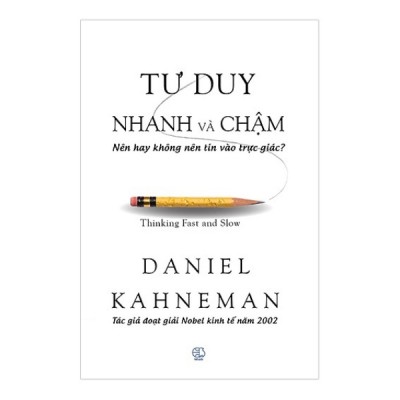 TƯ DUY
NHANH VÀ CHẬM
Nên hay không nên tin vào trực giác?
Thinking Fast and Slow
DANIEL
KAHNEMAN
Tác giả đoạt giải Nobel kinh tế năm 2002